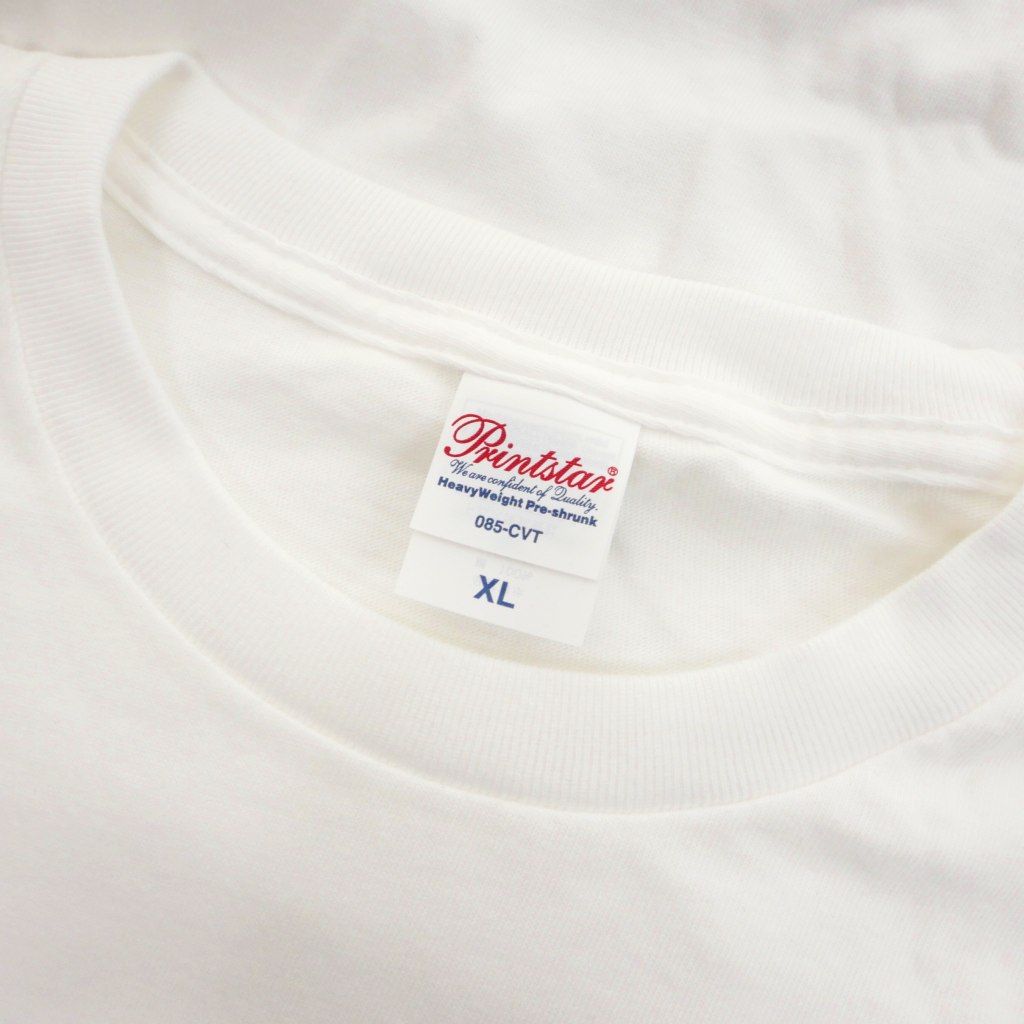 Printstar®
We are confident of Quality.
HeavyWeight Pre-shrunk
085-CVT
XL